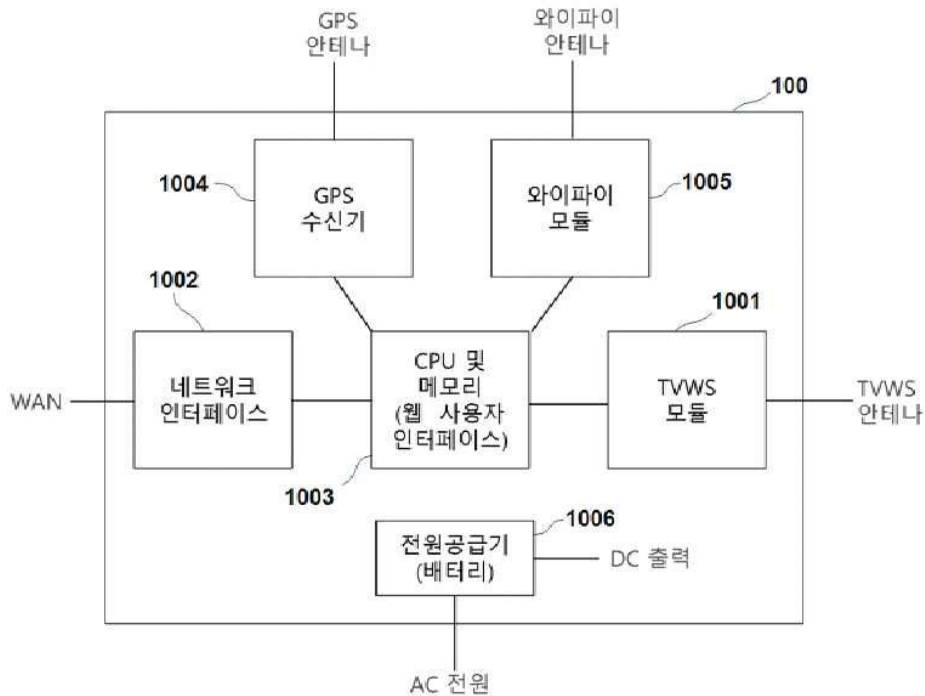 GPS
안테나
와이파이
안테나
100
1004
GPS
수신기
와이파이
모듈
1005
1002
1001
WAN
네트워크
인터페이스
CPU 및
메모리
(웹 사용자
인터페이스)
TVWS
모듈
TVWS
안테나
1003
1006
전원공급기
(배터리)
DC 출력
AC 전원